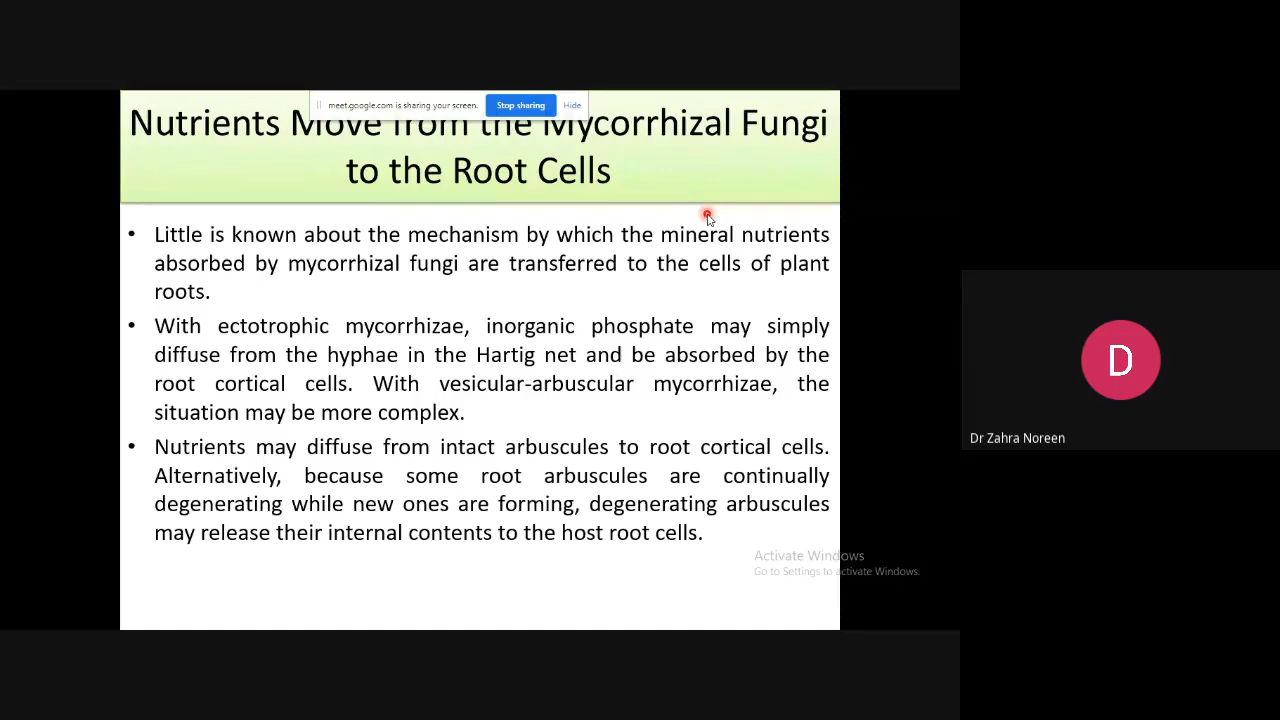 meet.google.com is sharing your screen. Stop sharing Hide
Nutrients Move from the Mycorrhizal Fungi
to the Root Cells
• Little is known about the mechanism by which the mineral nutrients
absorbed by mycorrhizal fungi are transferred to the cells of plant
roots.
• With ectotrophic mycorrhizae, inorganic phosphate may simply
diffuse from the hyphae in the Hartig net and be absorbed by the
root cortical cells. With vesicular-arbuscular mycorrhizae, the
situation may be more complex.
• Nutrients may diffuse from intact arbuscules to root cortical cells.
Alternatively, because some root arbuscules are continually
degenerating while new ones are forming, degenerating arbuscules
may release their internal contents to the host root cells.
Activate Windows
Go to Settings to activate Windows.
D
Dr Zahra Noreen